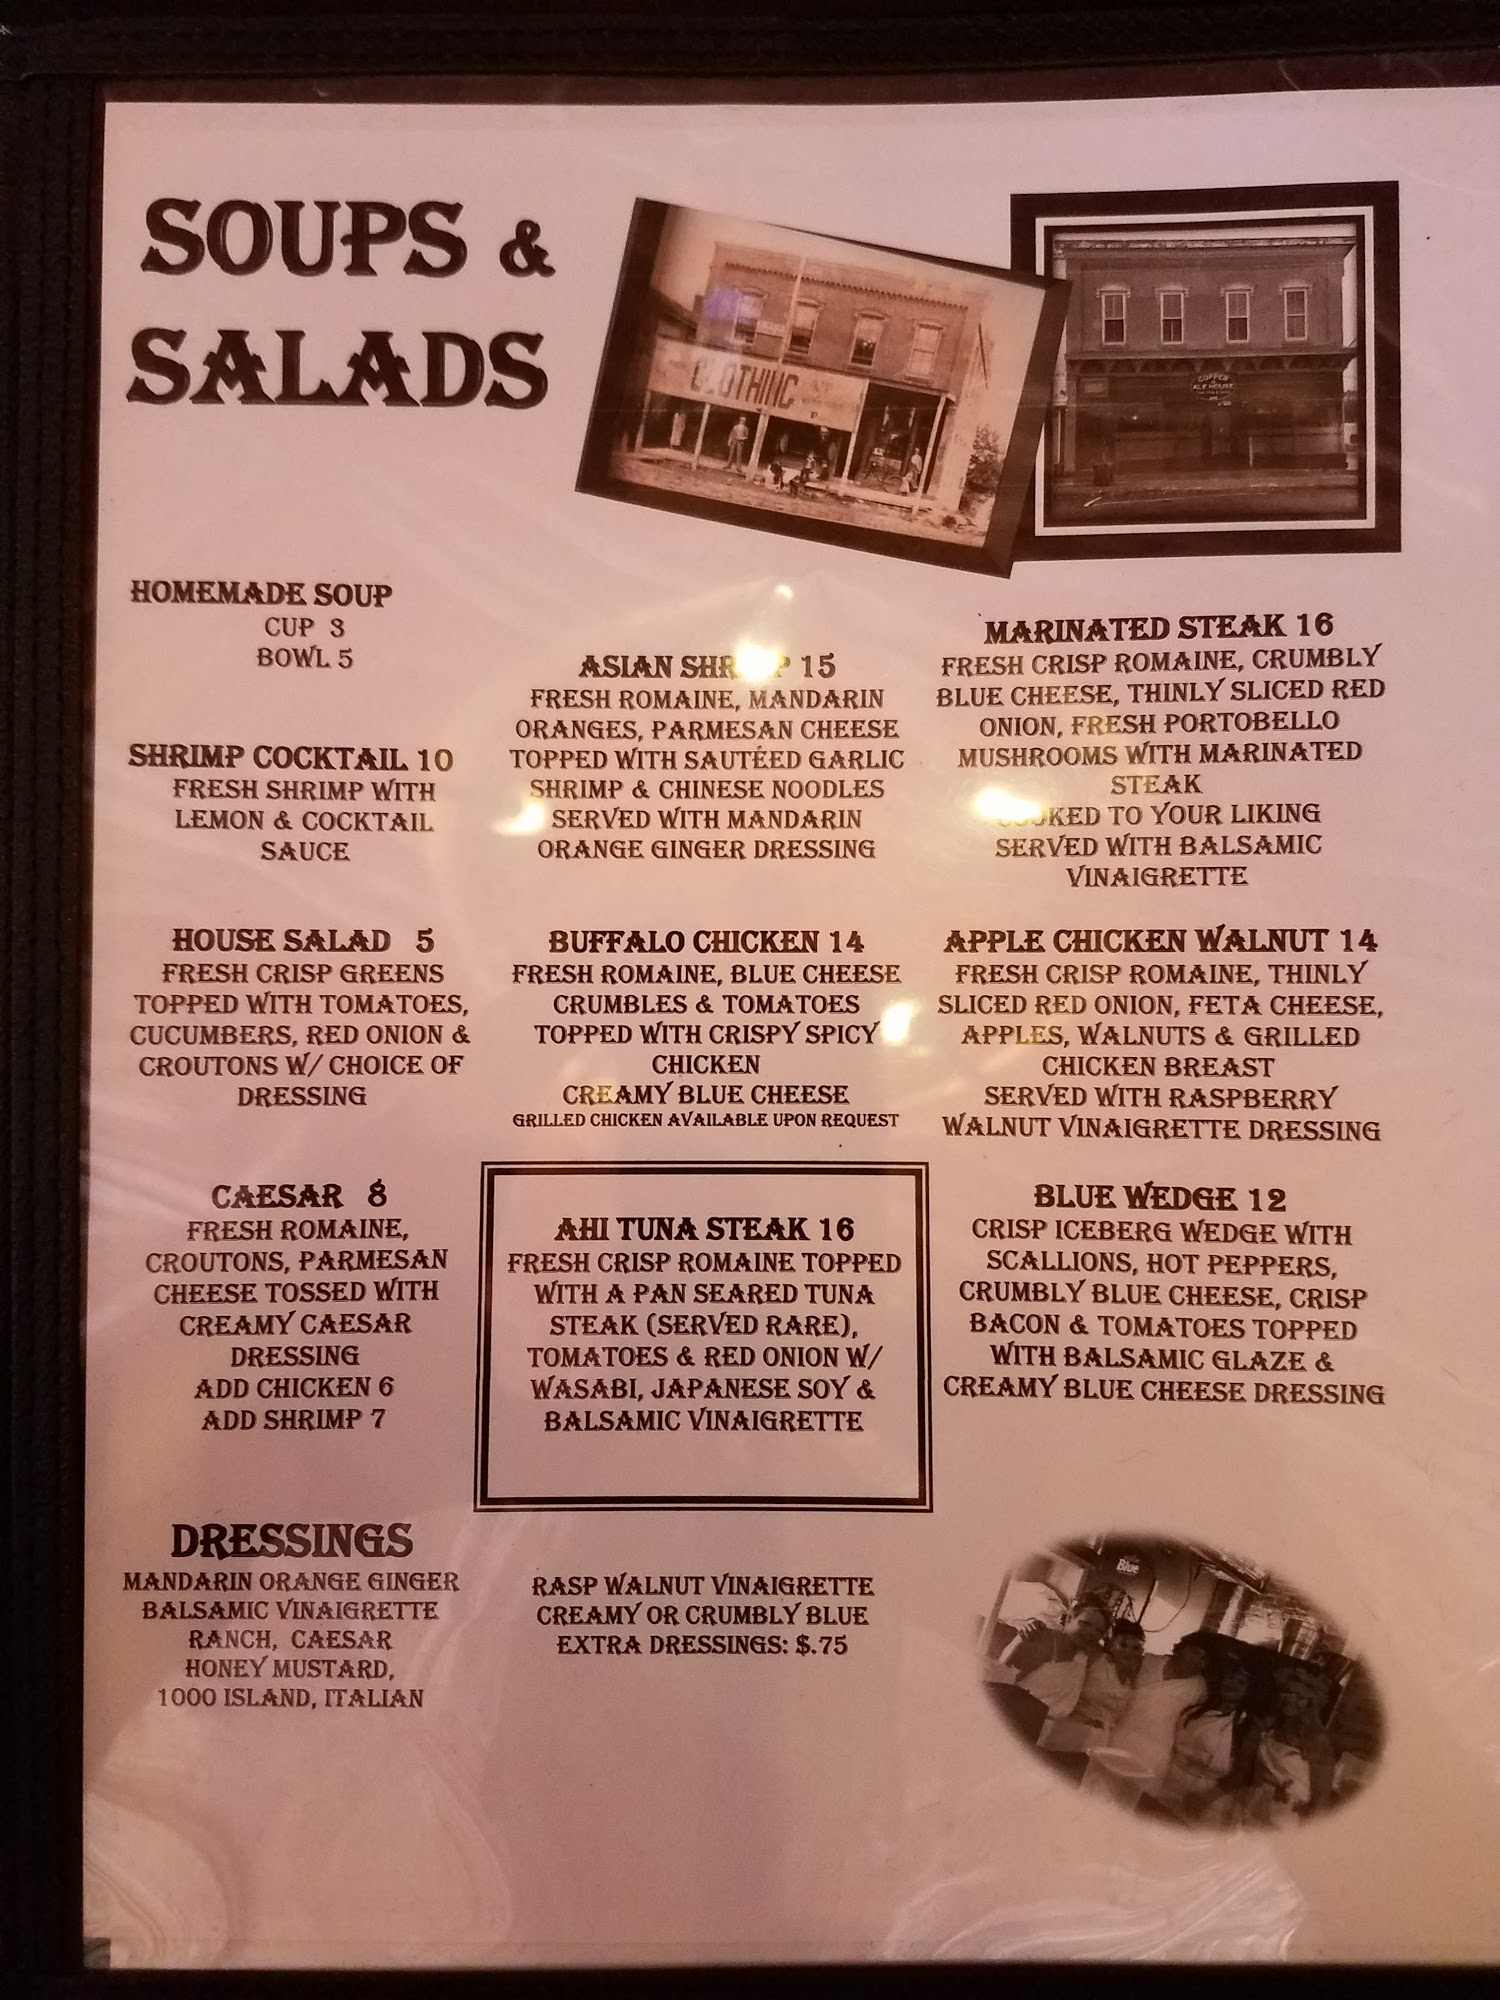 SOUPS &
SALADS
CLOTHING
COPPER
ALE HOUSE
HOMEMADE SOUP
CUP 3
BOWL 5
SHRIMP COCKTAIL 10
FRESH SHRIMP WITH
LEMON & COCKTAIL
SAUCE
HOUSE SALAD 5
FRESH CRISP GREENS
TOPPED WITH TOMATOES,
CUCUMBERS, RED ONION &
CROUTONS W/ CHOICE OF
DRESSING
CAESAR 8
FRESH ROMAINE,
CROUTONS, PARMESAN
CHEESE TOSSED WITH
CREAMY CAESAR
DRESSING
ADD CHICKEN 6
ADD SHRIMP 7
ASIAN SHRIMP 15
FRESH ROMAINE, MANDARIN
ORANGES, PARMESAN CHEESE
TOPPED WITH SAUTÉED GARLIC
SHRIMP & CHINESE NOODLES
SERVED WITH MANDARIN
ORANGE GINGER DRESSING
BUFFALO CHICKEN 14
FRESH ROMAINE, BLUE CHEESE
CRUMBLES & TOMATOES
TOPPED WITH CRISPY SPICY
CHICKEN
CREAMY BLUE CHEESE
GRILLED CHICKEN AVAILABLE UPON REQUEST
AHI TUNA STEAK 16
FRESH CRISP ROMAINE TOPPED
WITH A PAN SEARED TUNA
STEAK (SERVED RARE),
TOMATOES & RED ONION W/
WASABI, JAPANESE SOY &
BALSAMIC VINAIGRETTE
MARINATED STEAK 16
FRESH CRISP ROMAINE, CRUMBLY
BLUE CHEESE, THINLY SLICED RED
ONION, FRESH PORTOBELLO
MUSHROOMS WITH MARINATED
STEAK
COOKED TO YOUR LIKING
SERVED WITH BALSAMIC
VINAIGRETTE
APPLE CHICKEN WALNUT 14
FRESH CRISP ROMAINE, THINLY
SLICED RED ONION, FETA CHEESE,
APPLES, WALNUTS & GRILLED
CHICKEN BREAST
SERVED WITH RASPBERRY
WALNUT VINAIGRETTE DRESSING
BLUE WEDGE 12
CRISP ICEBERG WEDGE WITH
SCALLIONS, HOT PEPPERS,
CRUMBLY BLUE CHEESE, CRISP
BACON & TOMATOES TOPPED
WITH BALSAMIC GLAZE &
CREAMY BLUE CHEESE DRESSING
DRESSINGS
MANDARIN ORANGE GINGER
BALSAMIC VINAIGRETTE
RANCH, CAESAR
HONEY MUSTARD,
1000 ISLAND, ITALIAN
RASP WALNUT VINAIGRETTE
CREAMY OR CRUMBLY BLUE
EXTRA DRESSINGS: $.75
Blue